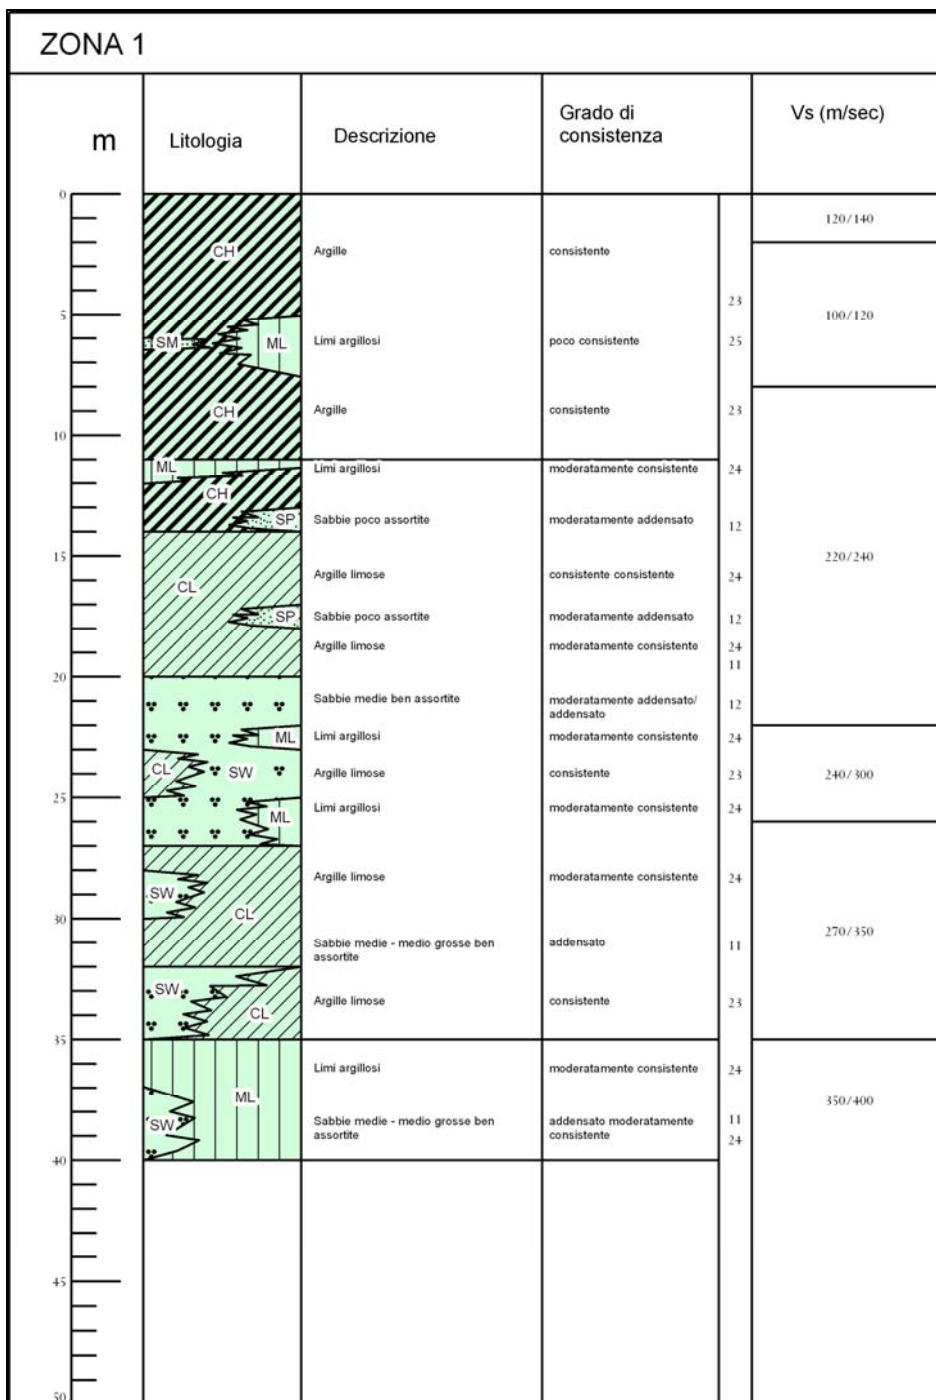 ZONA 1
m
Litologia
Descrizione
Grado di
consistenza
Vs (m/sec)
0
120/140
CH
Argille
consistente
23
5
100/120
SM
ML
Limi argillosi
poco consistente
25
CH
Argille
consistente
23
10
ML
Limi argillosi
moderatamente consistente
24
CH
SP
Sabbie poco assortite
moderatamente addensato
12
15
220/240
CL
Argille limose
consistente consistente
24
SP
Sabbie poco assortite
moderatamente addensato
12
Argille limose
moderatamente consistente
24
11
20
Sabbie medie ben assortite
moderatamente addensato/
addensato
12
ML
Limi argillosi
moderatamente consistente
24
CL
SW
Argille limose
consistente
23
240/300
25
ML
Limi argillosi
moderatamente consistente
24
SW
Argille limose
moderatamente consistente
24
CL
30
270/350
Sabbie medie - medio grosse ben
assortite
addensato
11
SW
CL
Argille limose
consistente
23
35
Limi argillosi
moderatamente consistente
24
ML
350/400
SW
Sabbie medie - medio grosse ben
assortite
addensato moderatamente
consistente
11
24
40
45
50